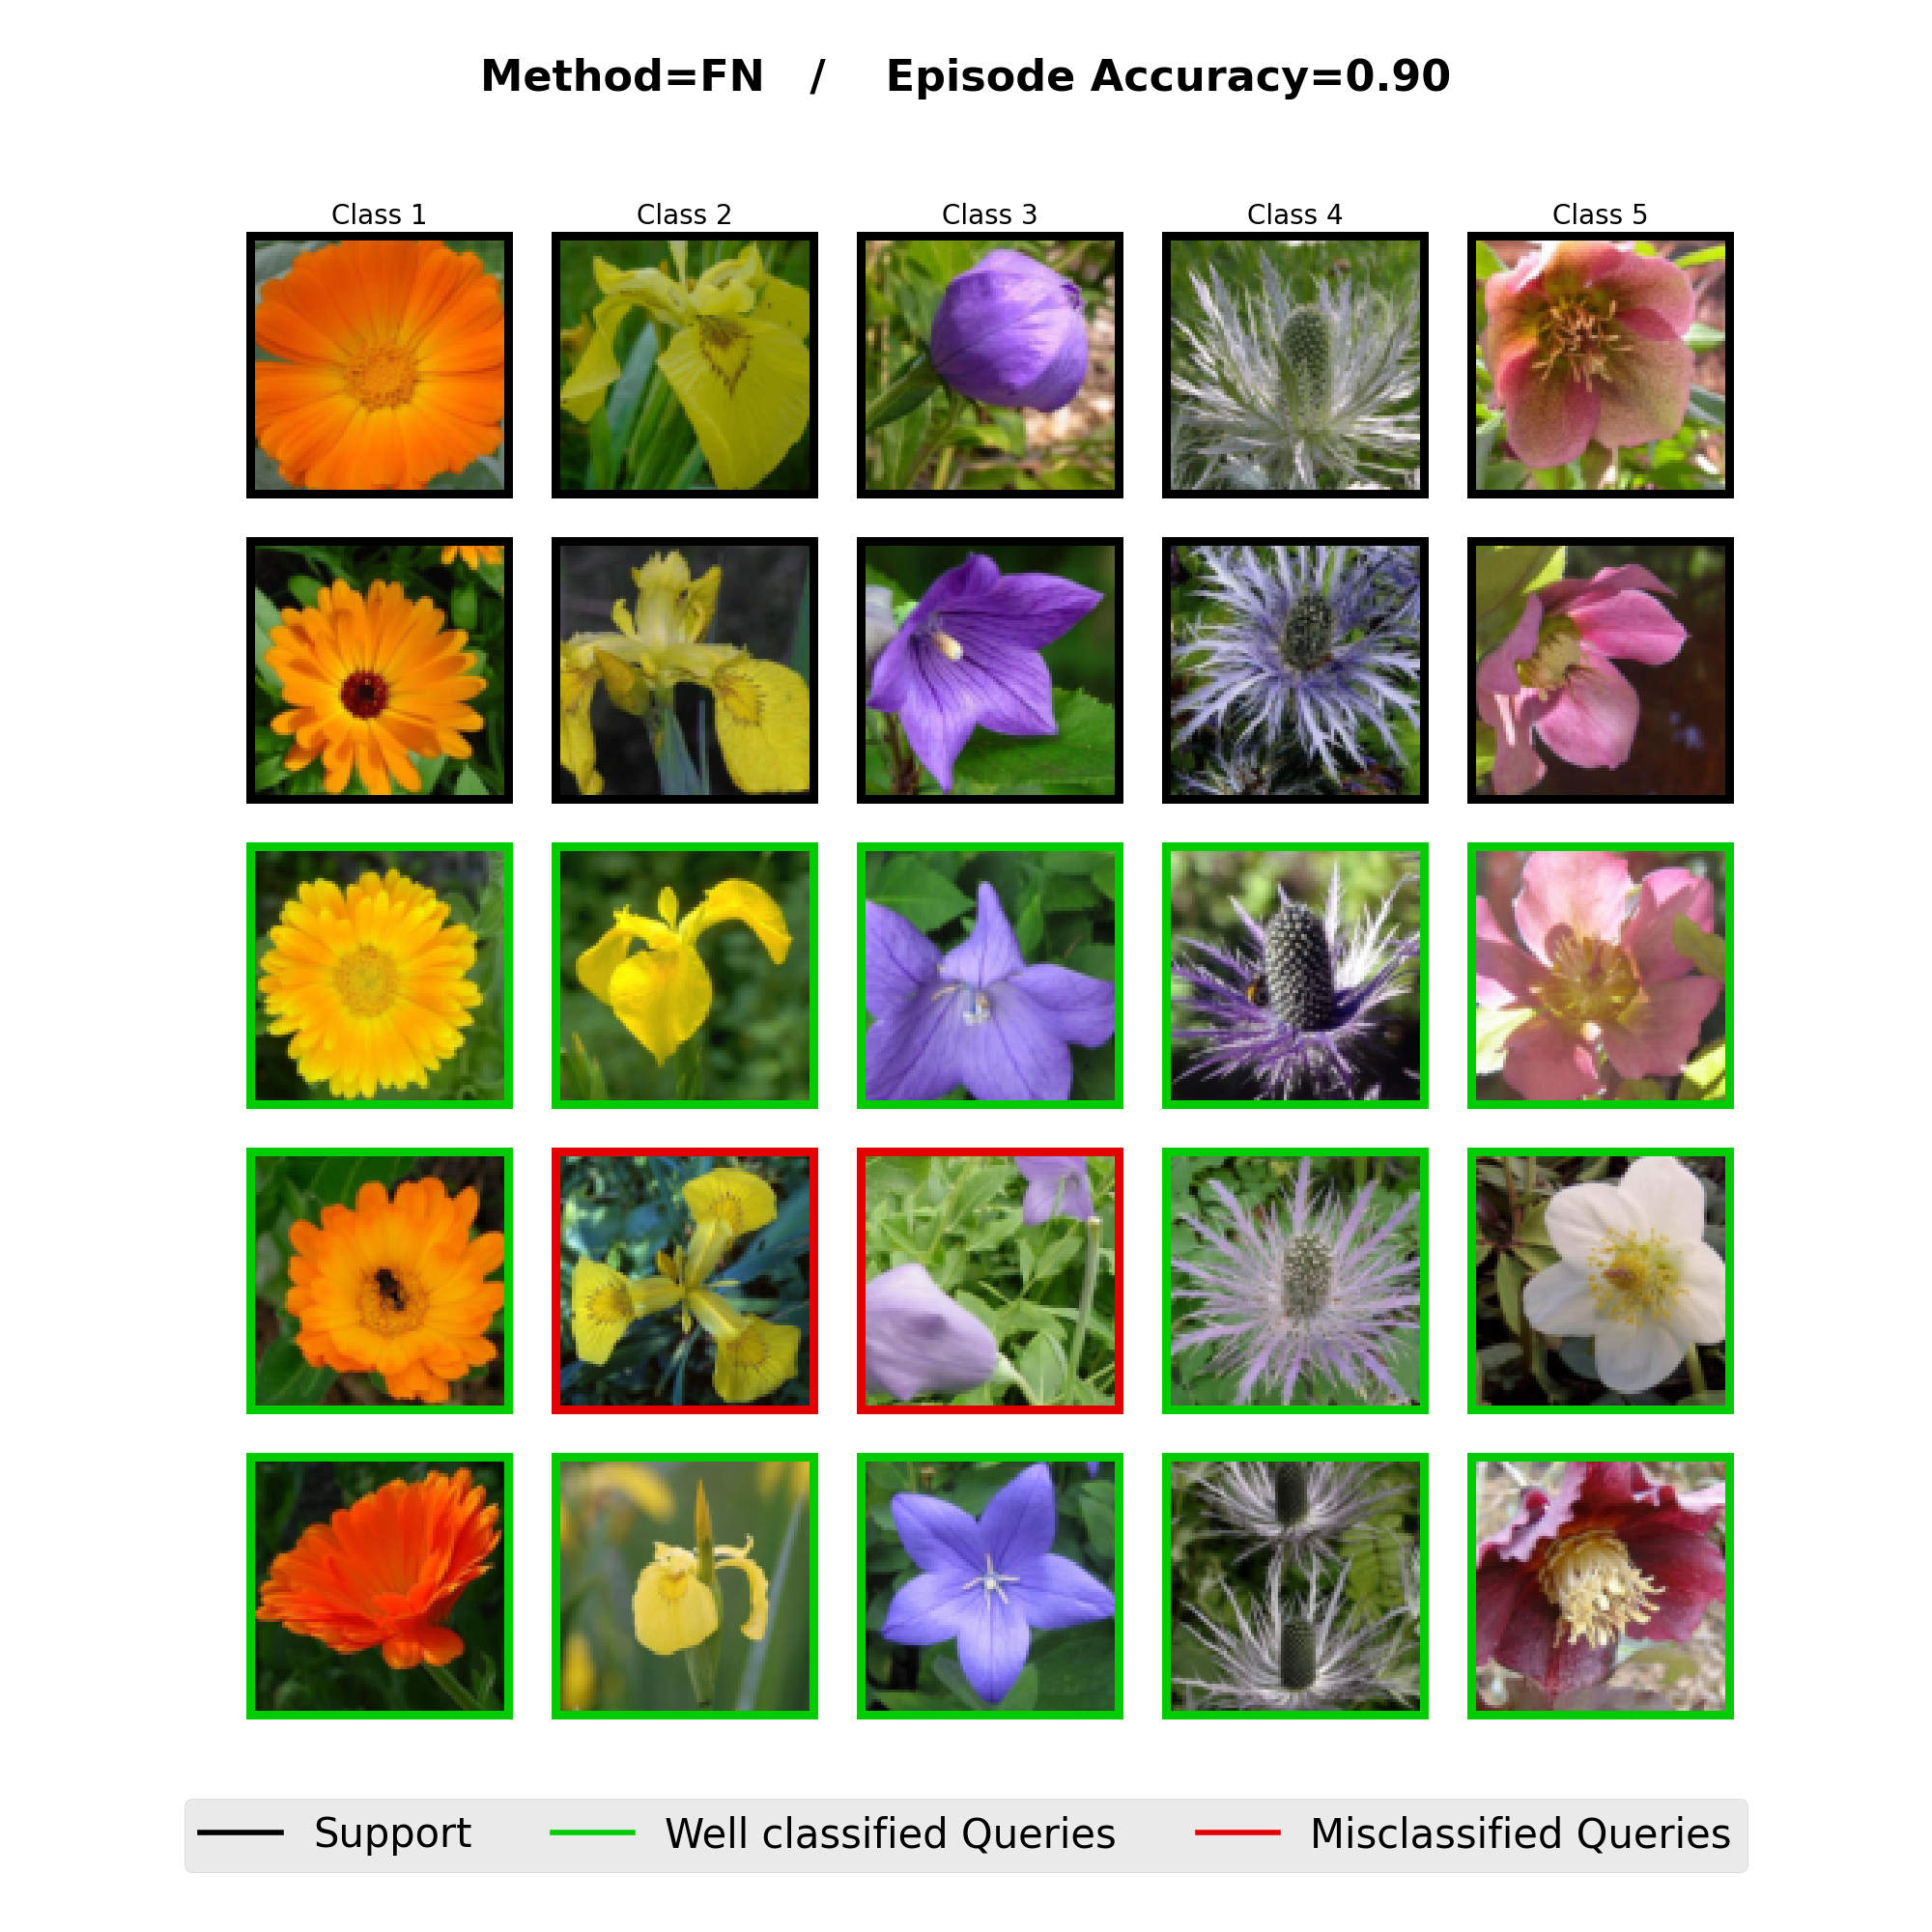 Method=FN / Episode Accuracy=0.90
Class 1 Class 2 Class 3 Class 4 Class 5
Support Well classified Queries Misclassified Queries